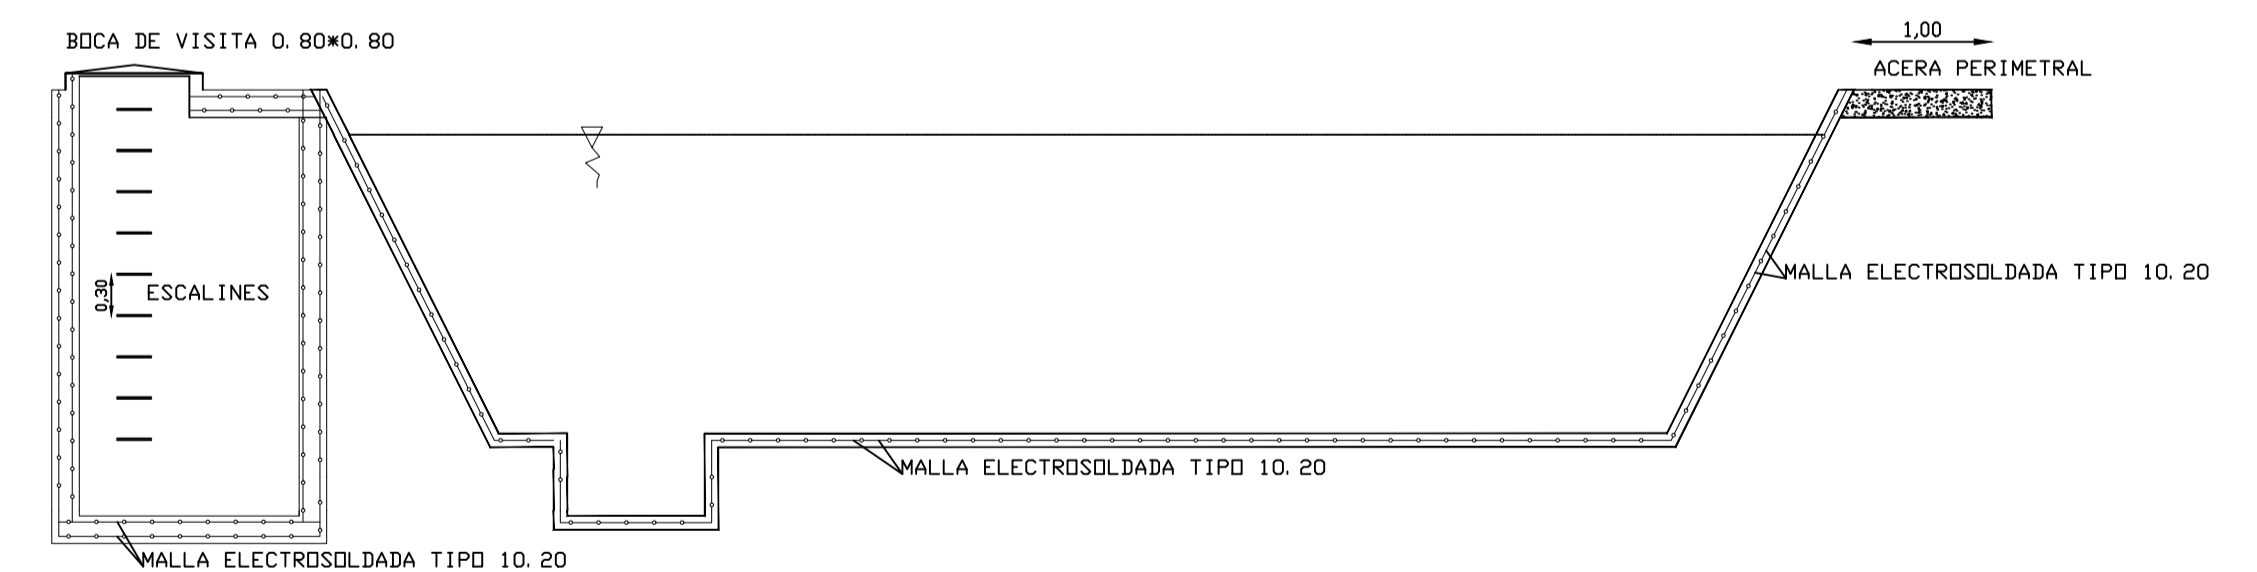 1,00
BOCA DE VISITA 0.80*0.80
ACERA PERIMETRAL
MALLA ELECTROSOLDADA TIPO 10.20
0,30
ESCALINES
MALLA ELECTROSOLDADA TIPO 10.20
MALLA ELECTROSOLDADA TIPO 10.20